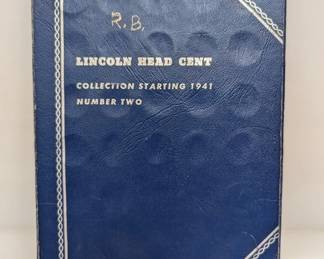 R.B.
LINCOLN HEAD CENT
COLLECTION STARTING 1941
NUMBER TWO